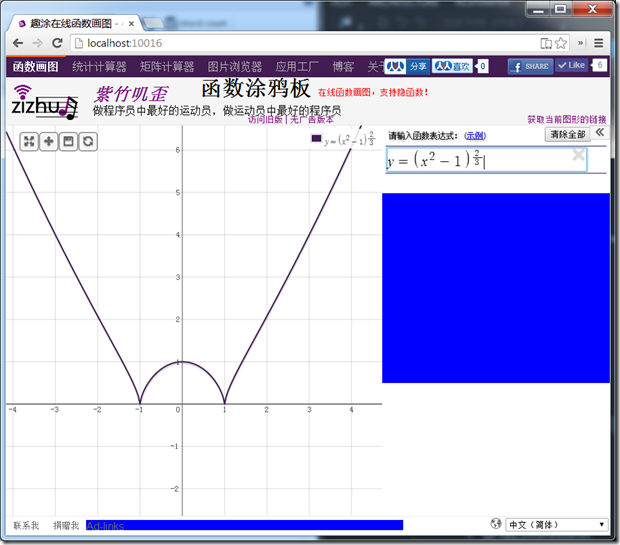 趣涂在线函数画图 - 
localhost:10016
函数画图 统计计算器 矩阵计算器 图片浏览器 应用工厂 博客 关于 分享 喜欢 0 SHARE Like 6
zizhu 紫竹叽歪 函数涂鸦板 在线函数画图，支持隐函数！
做程序员中最好的运动员，做运动员中最好的程序员
访问旧版 | 无广告版本 获取当前图形的链接
y = (x² − 1)^(2/3)
请输入函数表达式： (示例) 清除全部
y = (x² − 1)^(2/3)
6
5
4
3
2
1
-4 -3 -2 -1 0 1 2 3 4
-1
-2
联系我 捐赠我 Ad-links 中文（简体）